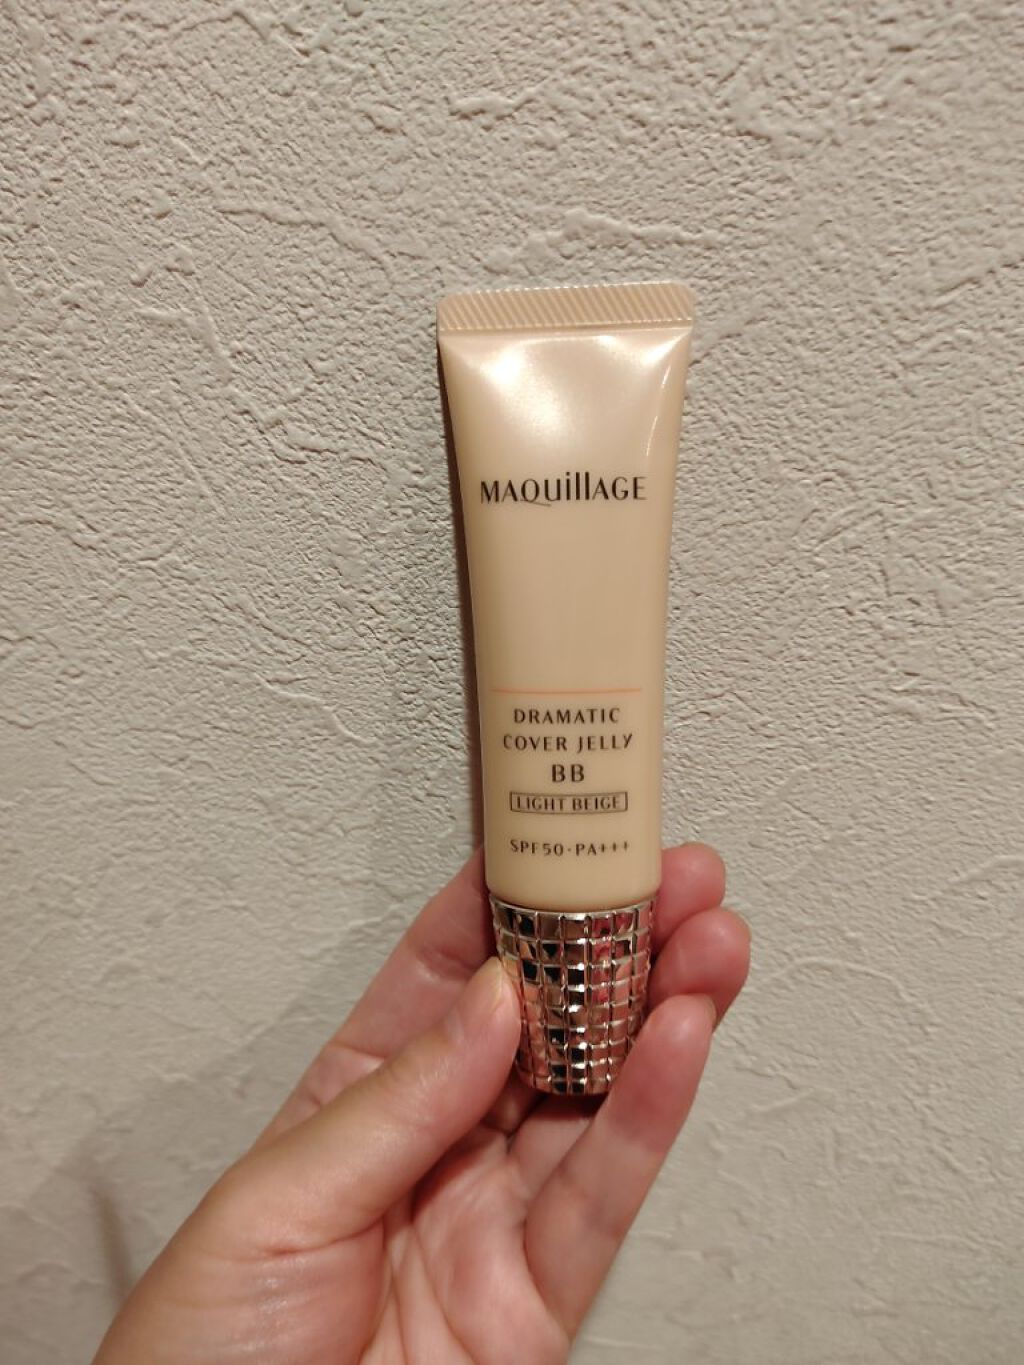 MAQuillAGE
DRAMATIC
COVER JELLY
BB
LIGHT BEIGE
SPF50・PA+++